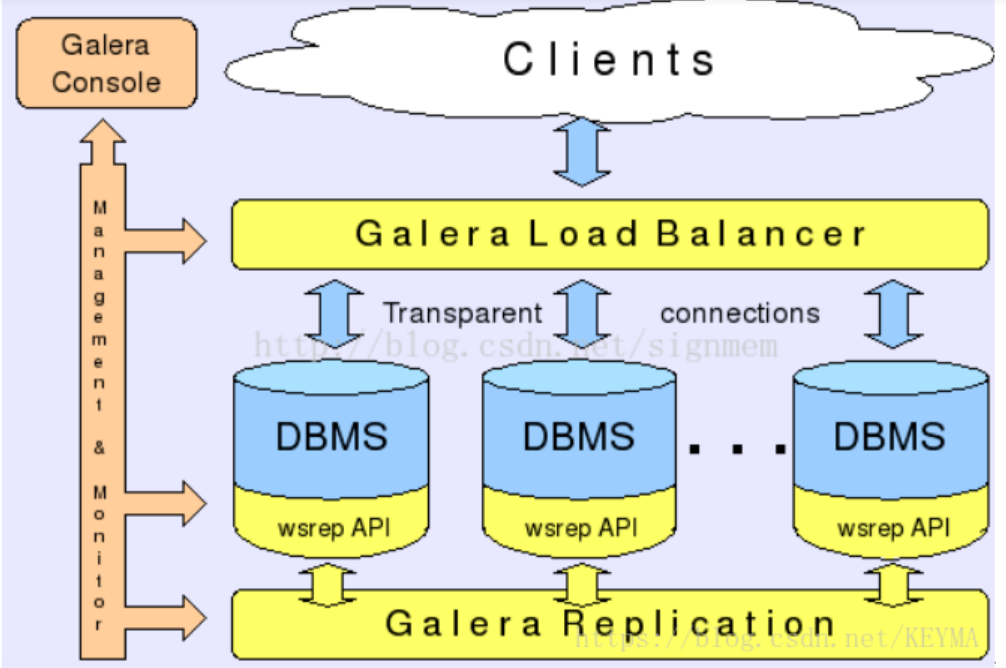 Galera
Console
Clients
Management & Monitor
Galera Load Balancer
Transparent connections
http://blog.csdn.net/signmem
DBMS DBMS . . . DBMS
wsrep API wsrep API wsrep API
Galera Replication
https://blog.csdn.net/KEYMA